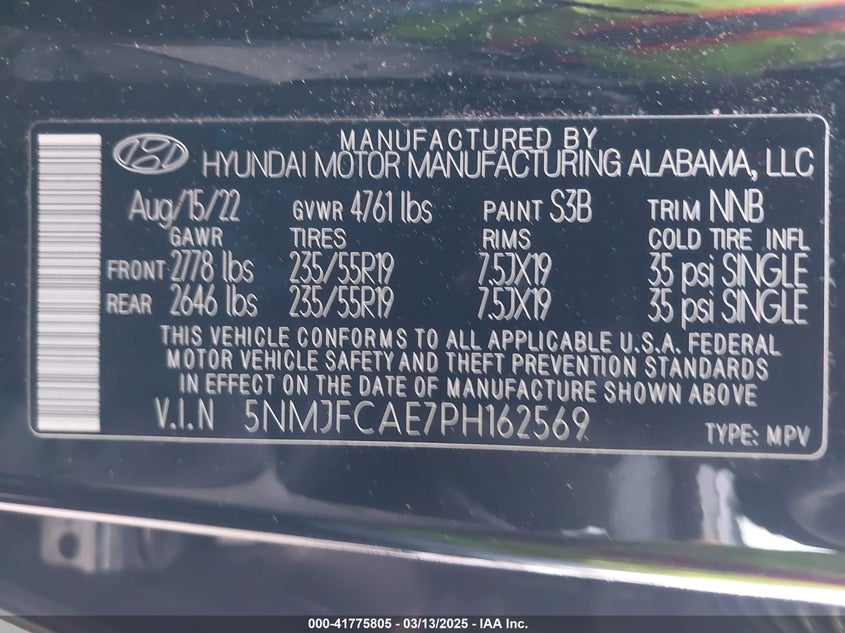 MANUFACTURED BY
HYUNDAI MOTOR MANUFACTURING ALABAMA, LLC
Aug/15/22 GVWR 4761 lbs PAINT S3B TRIM NNB
GAWR TIRES RIMS COLD TIRE INFL
FRONT 2778 lbs 235/55R19 7.5JX19 35 psi SINGLE
REAR 2646 lbs 235/55R19 7.5JX19 35 psi SINGLE
THIS VEHICLE CONFORMS TO ALL APPLICABLE U.S.A. FEDERAL
MOTOR VEHICLE SAFETY AND THEFT PREVENTION STANDARDS
IN EFFECT ON THE DATE OF MANUFACTURE SHOWN ABOVE
V.I.N 5NMJFCAE7PH162569 TYPE: MPV
000-41775805 - 03/13/2025 - IAA Inc.